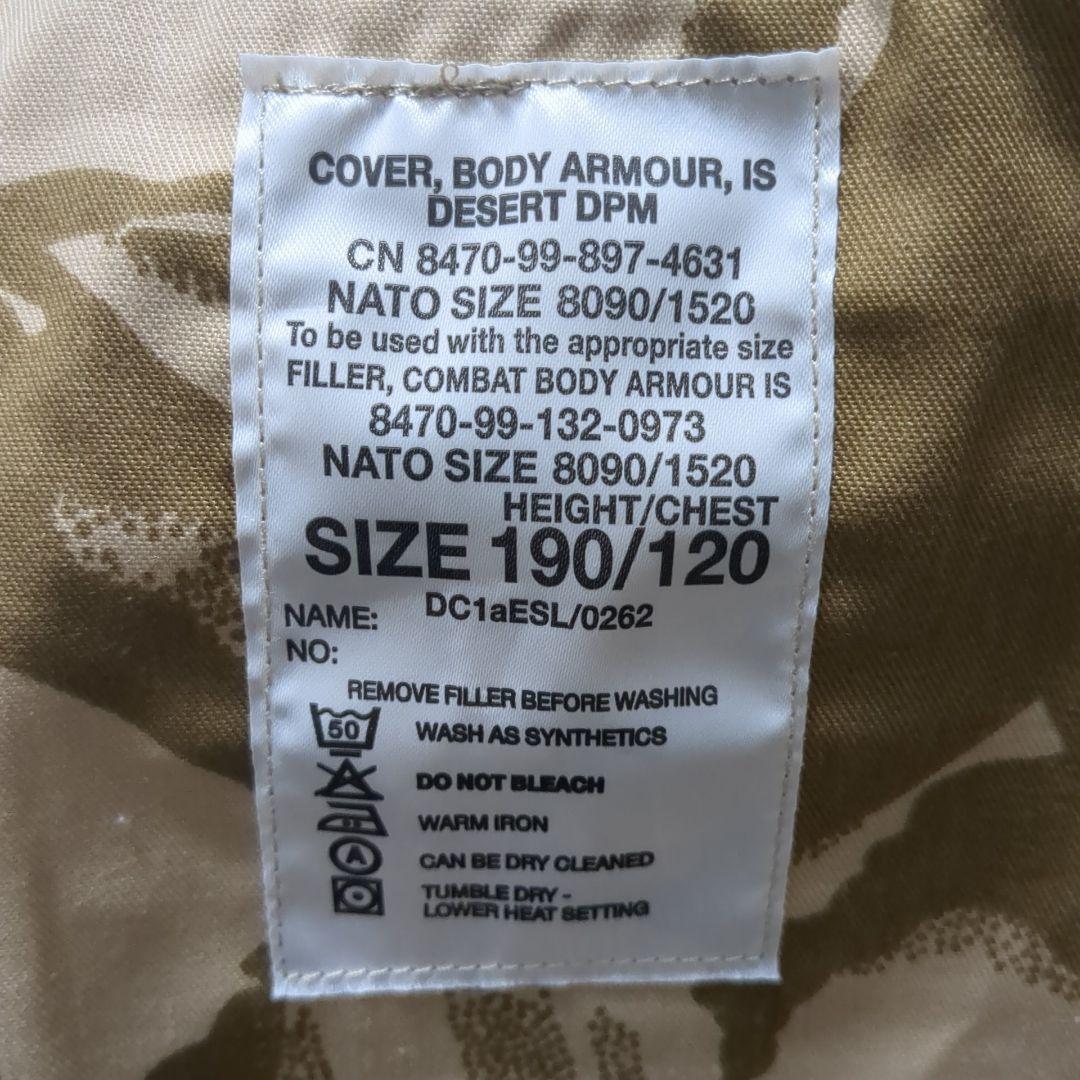 COVER, BODY ARMOUR, IS
DESERT DPM
CN 8470-99-897-4631
NATO SIZE 8090/1520
To be used with the appropriate size
FILLER, COMBAT BODY ARMOUR IS
8470-99-132-0973
NATO SIZE 8090/1520
HEIGHT/CHEST
SIZE 190/120
NAME: DC1aESL/0262
NO:
REMOVE FILLER BEFORE WASHING
50 WASH AS SYNTHETICS
DO NOT BLEACH
WARM IRON
A CAN BE DRY CLEANED
TUMBLE DRY -
LOWER HEAT SETTING